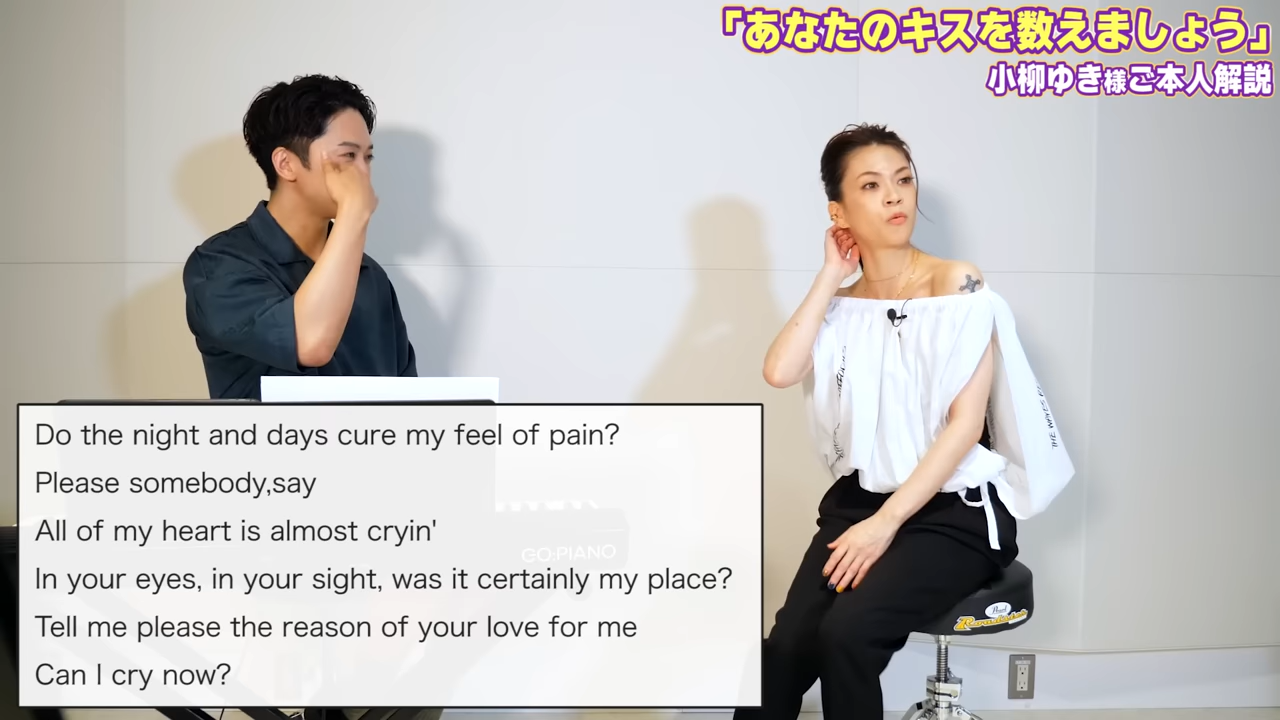 「あなたのキスを数えましょう」
小柳ゆき様ご本人解説
Do the night and days cure my feel of pain?
Please somebody,say
All of my heart is almost cryin'
In your eyes, in your sight, was it certainly my place?
Tell me please the reason of your love for me
Can I cry now?
GO:PIANO
Pearl